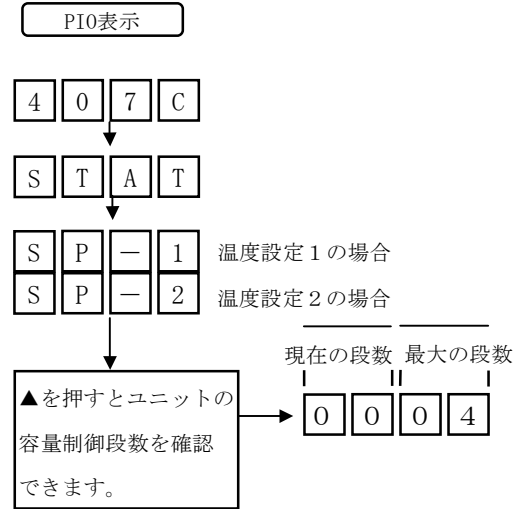 PIO表示
4 0 7 C
S T A T
S P － 1 温度設定１の場合
S P － 2 温度設定２の場合
現在の段数 最大の段数
▲を押すとユニットの
容量制御段数を確認
できます。
0 0 0 4